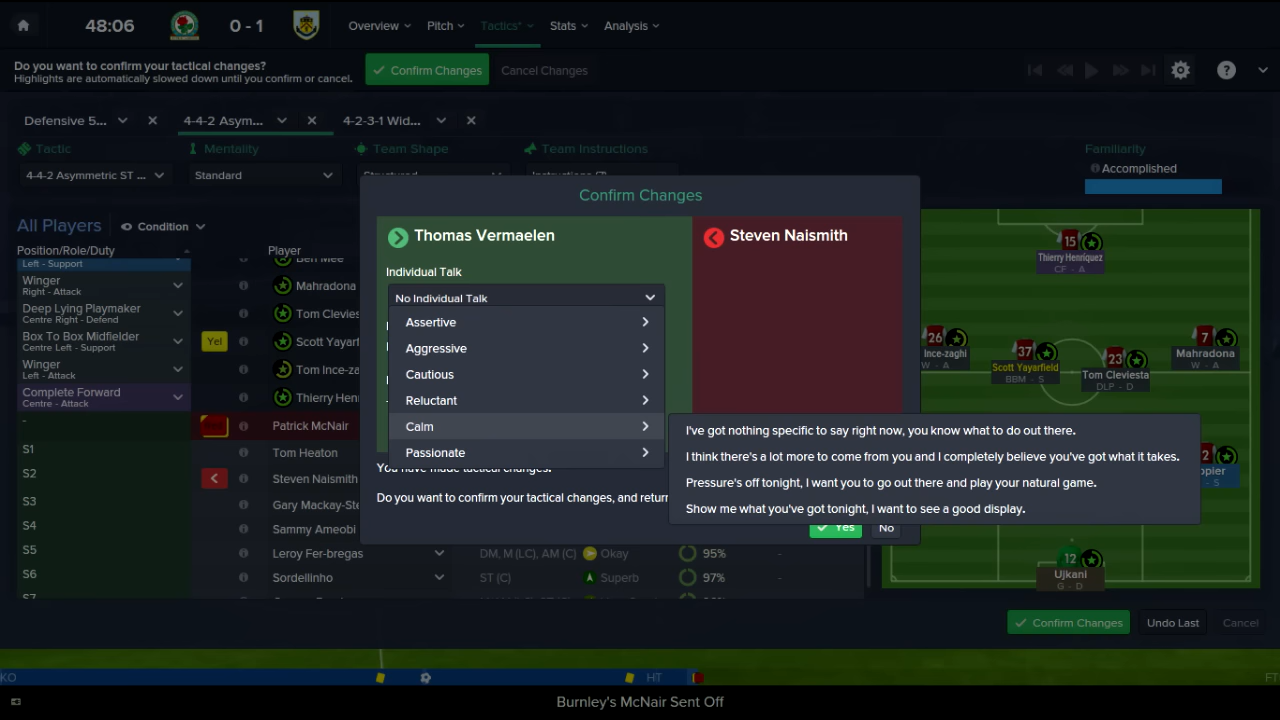 48:06
0 - 1
Overview
Pitch
Tactics*
Stats
Analysis
Do you want to confirm your tactical changes?
Highlights are automatically slowed down until you confirm or cancel.
Confirm Changes
Cancel Changes
?
Defensive 5...
4-4-2 Asym...
4-2-3-1 Wid...
Tactic
Mentality
Team Shape
Team Instructions
Familiarity
4-4-2 Asymmetric ST ...
Standard
Structured
Instructions
Accomplished
All Players
Condition
Position/Role/Duty
Player
Left - Support
Ben Mee
Winger
Right - Attack
Mahradona
Deep Lying Playmaker
Centre Right - Defend
Tom Clevies
Box To Box Midfielder
Centre Left - Support
Yel
Scott Yayarf
Winger
Left - Attack
Tom Ince-za
Complete Forward
Centre - Attack
Thierry Henr
-
Patrick McNair
S1
Tom Heaton
S2
Steven Naismith
S3
Gary Mackay-Ste
S4
Sammy Ameobi
S5
Leroy Fer-bregas
DM, M (LC), AM (C)
Okay
95%
-
S6
Sordellinho
ST (C)
Superb
97%
-
S7
Confirm Changes
Thomas Vermaelen
Steven Naismith
Individual Talk
No Individual Talk
Assertive
Aggressive
Cautious
Reluctant
Calm
Passionate
I've got nothing specific to say right now, you know what to do out there.
I think there's a lot more to come from you and I completely believe you've got what it takes.
Pressure's off tonight, I want you to go out there and play your natural game.
Show me what you've got tonight, I want to see a good display.
You have made tactical changes.
Do you want to confirm your tactical changes, and retur
Yes
No
15
Thierry Henriquez
CF - A
26
Ince-zaghi
W - A
37
Scott Yayarfield
BBM - S
23
Tom Cleviesta
DLP - D
7
Mahradona
W - A
2
pier
- S
12
Ujkani
G - D
Confirm Changes
Undo Last
Cancel
KO
HT
FT
Burnley's McNair Sent Off